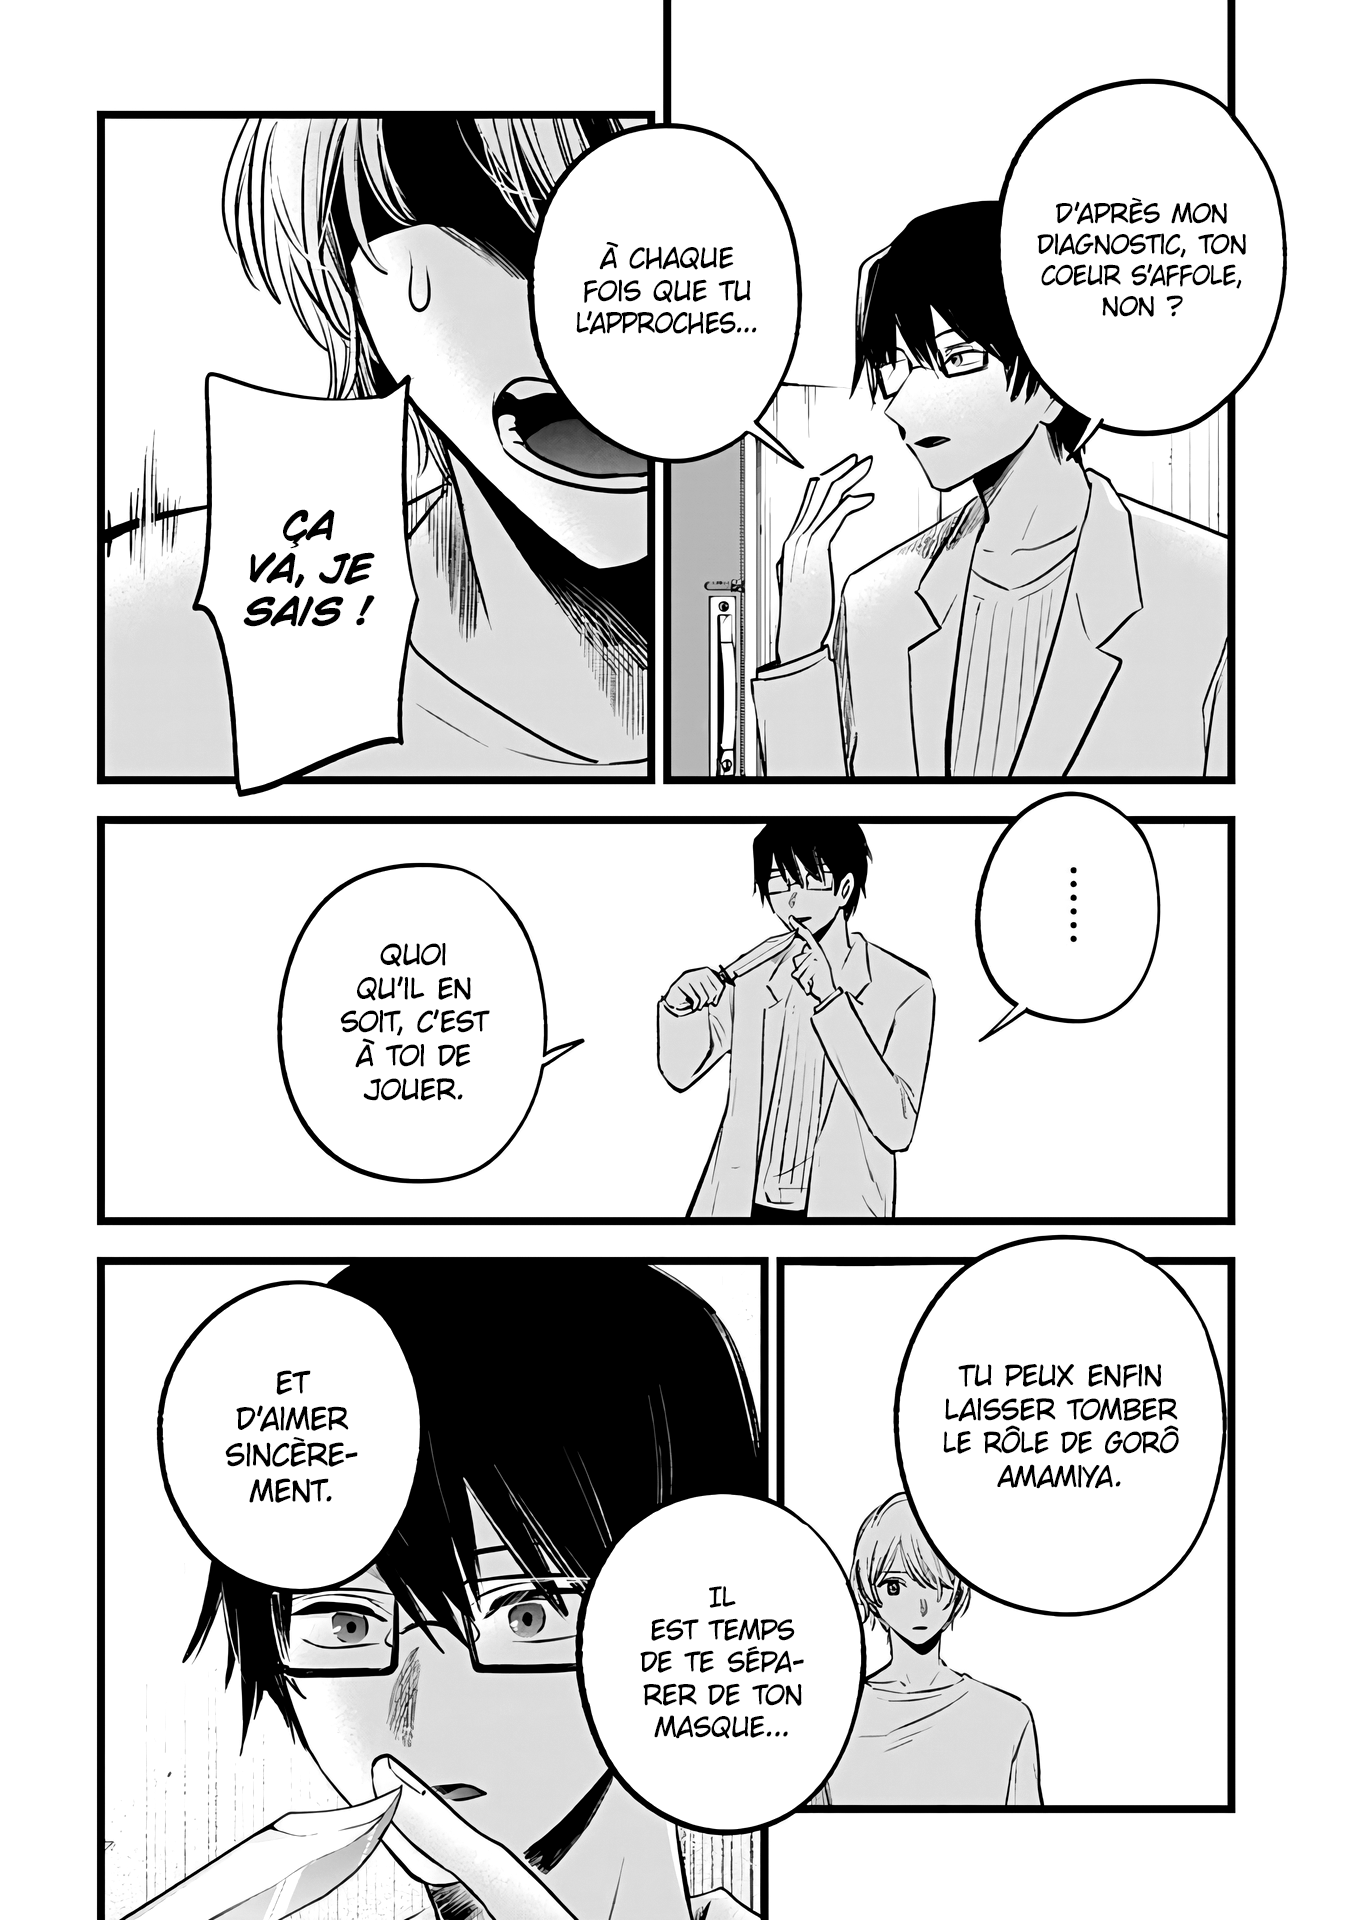 D'APRÈS MON
DIAGNOSTIC, TON
COEUR S'AFFOLE,
NON ?
À CHAQUE
FOIS QUE TU
L'APPROCHES...
ÇA
VA, JE
SAIS !
......
QUOI
QU'IL EN
SOIT, C'EST
À TOI DE
JOUER.
TU PEUX ENFIN
LAISSER TOMBER
LE RÔLE DE GORÔ
AMAMIYA.
IL
EST TEMPS
DE TE SÉPA-
RER DE TON
MASQUE...
ET
D'AIMER
SINCÈRE-
MENT.